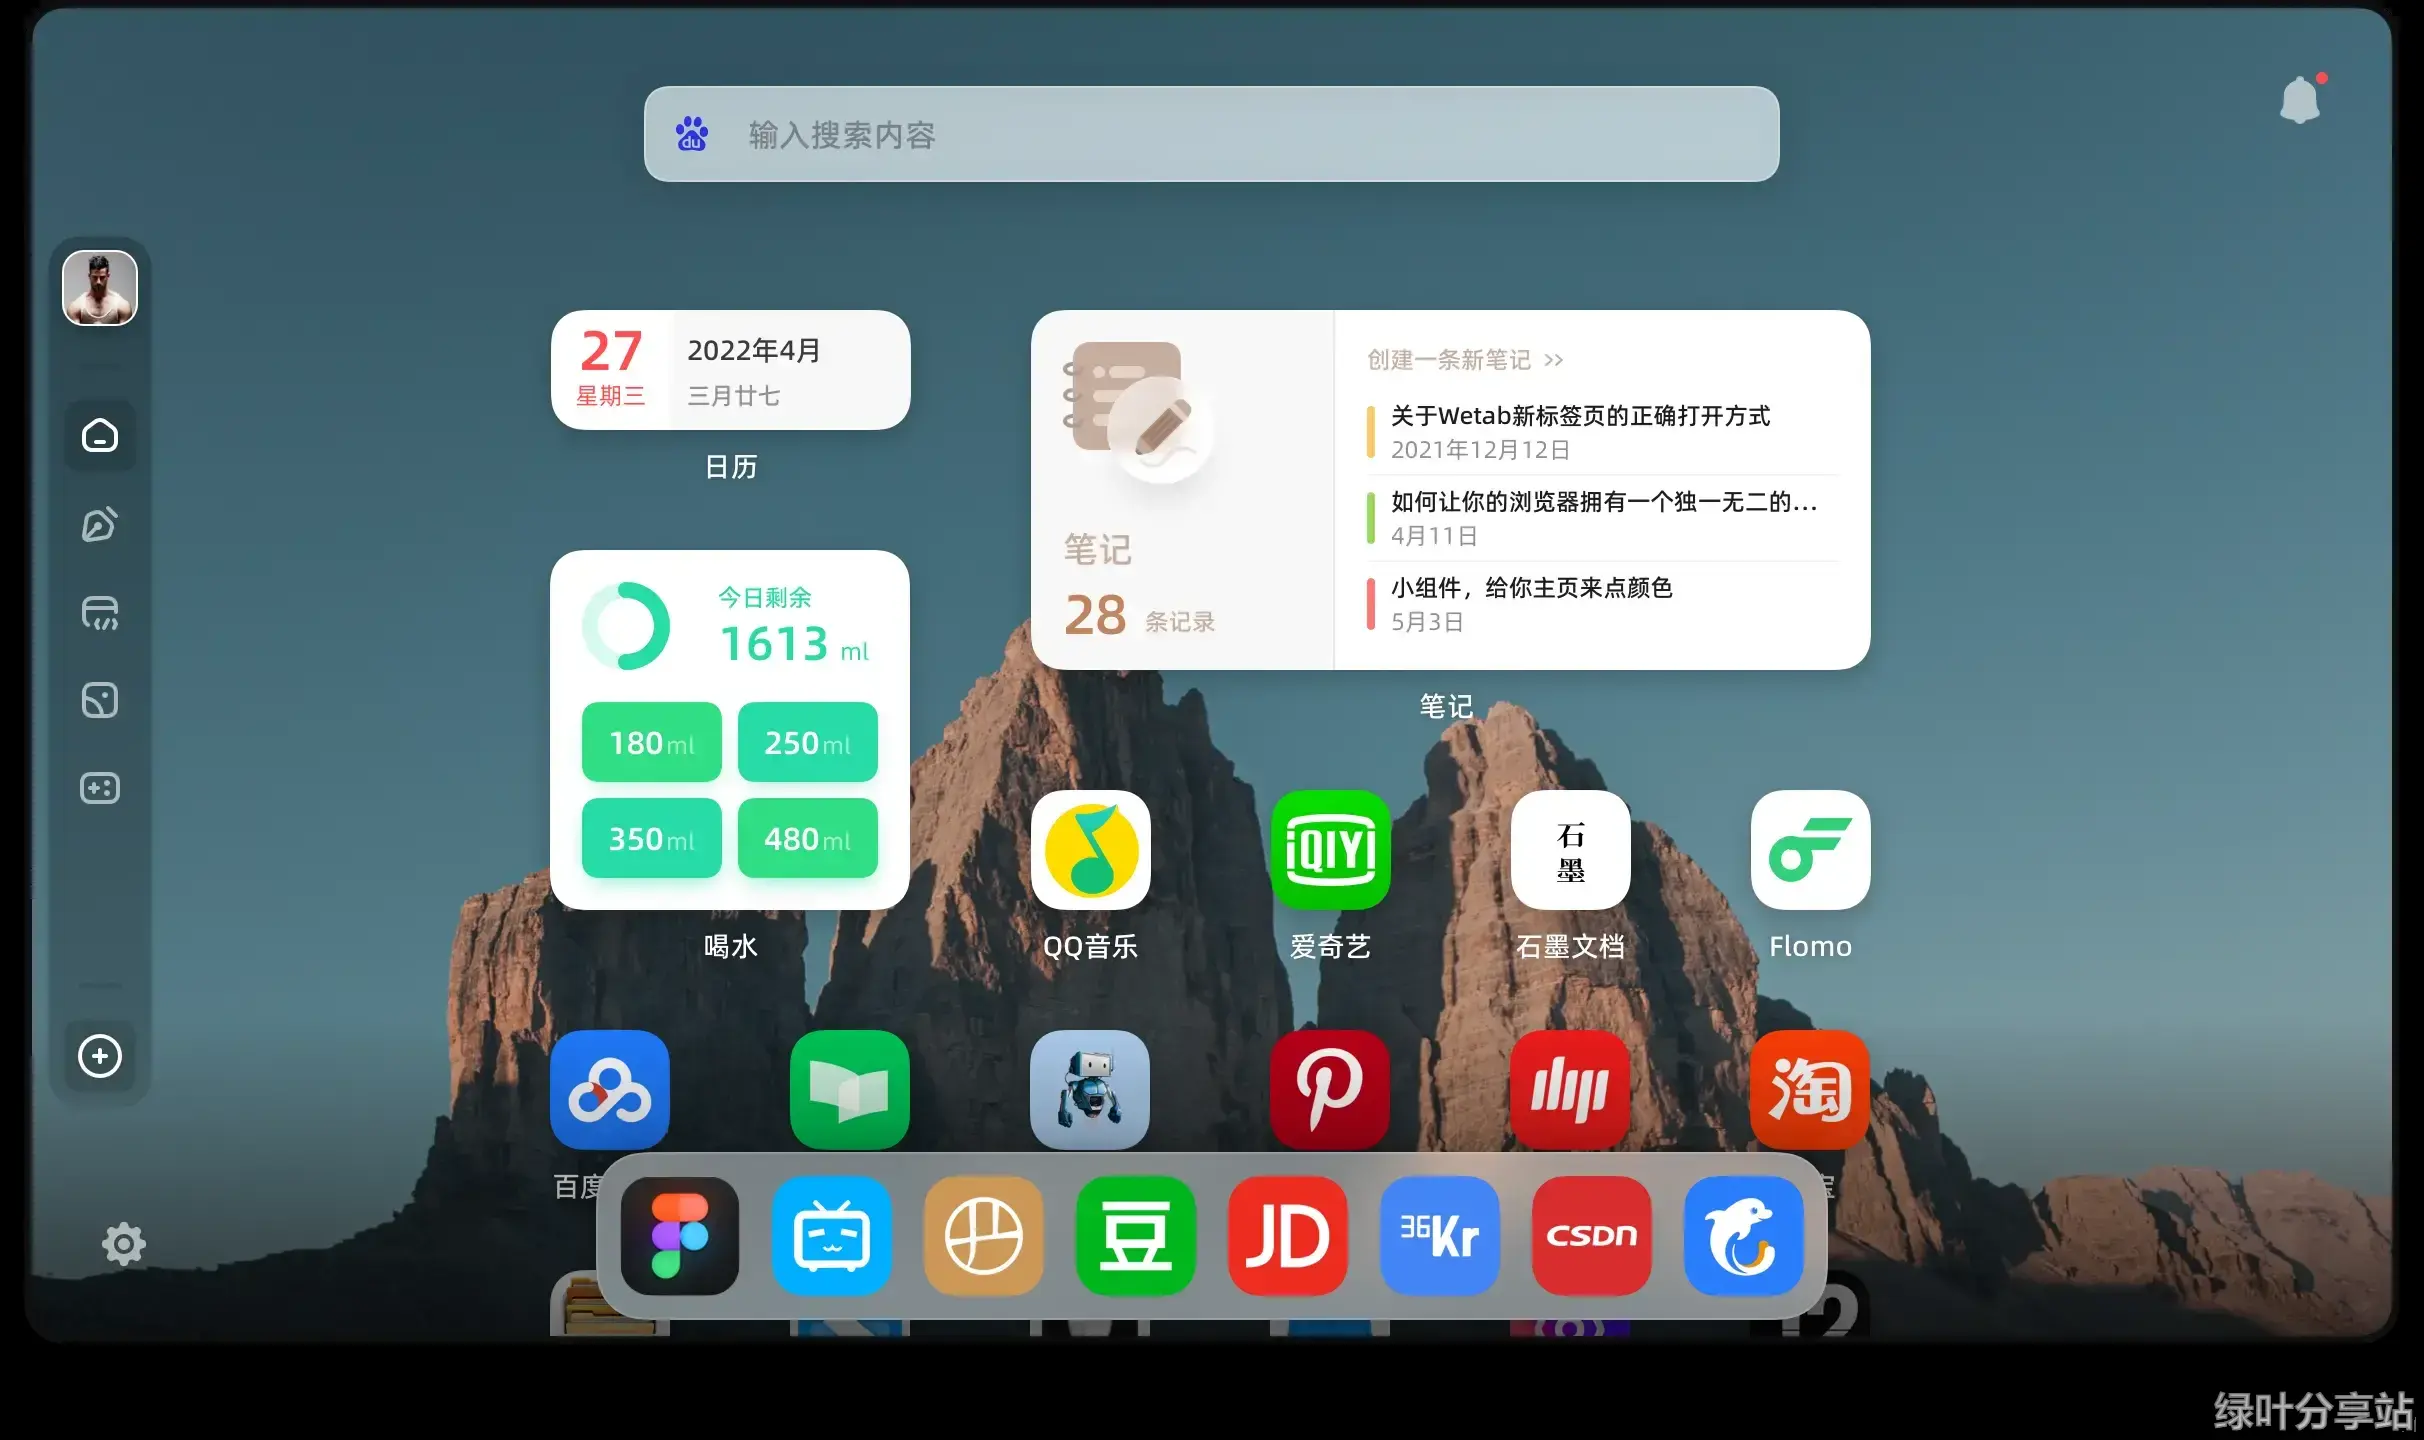 输入搜索内容
27
星期三
2022年4月
三月廿七
日历
创建一条新笔记 >>
关于Wetab新标签页的正确打开方式
2021年12月12日
如何让你的浏览器拥有一个独一无二的...
4月11日
小组件，给你主页来点颜色
5月3日
笔记
28 条记录
笔记
今日剩余
1613 ml
180ml
250ml
350ml
480ml
喝水
iQIYI
石
墨
QQ音乐
爱奇艺
石墨文档
Flomo
淘
百度
豆
JD
36Kr
CSDN
12
绿叶分享站